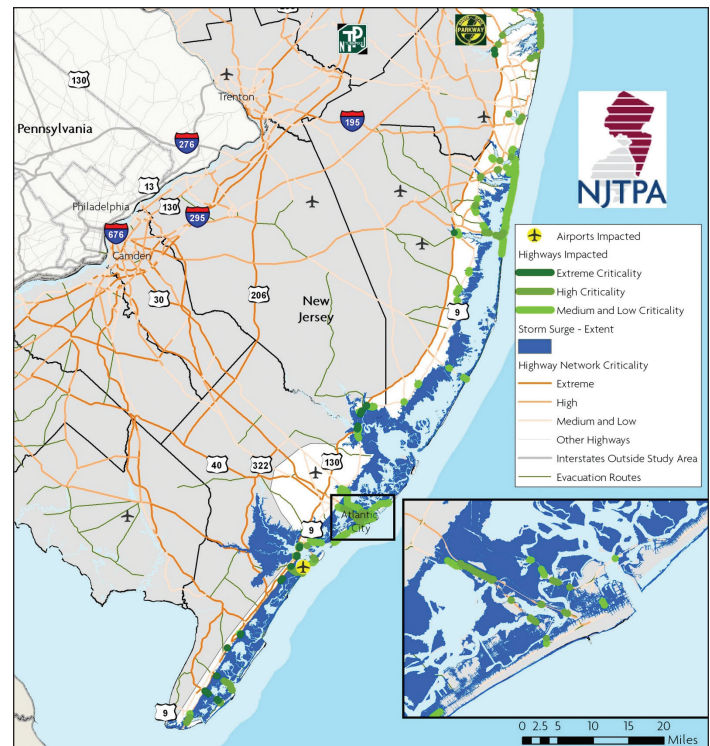 N TP
PARKWAY
130
Trenton
Pennsylvania
195
276
NJTPA
13
Philadelphia
130
295
676
Camden
30
206
New
Jersey
9
Airports Impacted
Highways Impacted
Extreme Criticality
High Criticality
Medium and Low Criticality
Storm Surge - Extent
Highway Network Criticality
Extreme
High
Medium and Low
Other Highways
Interstates Outside Study Area
Evacuation Routes
40
322
130
Atlantic
City
9
9
0 2.5 5 10 15 20
Miles